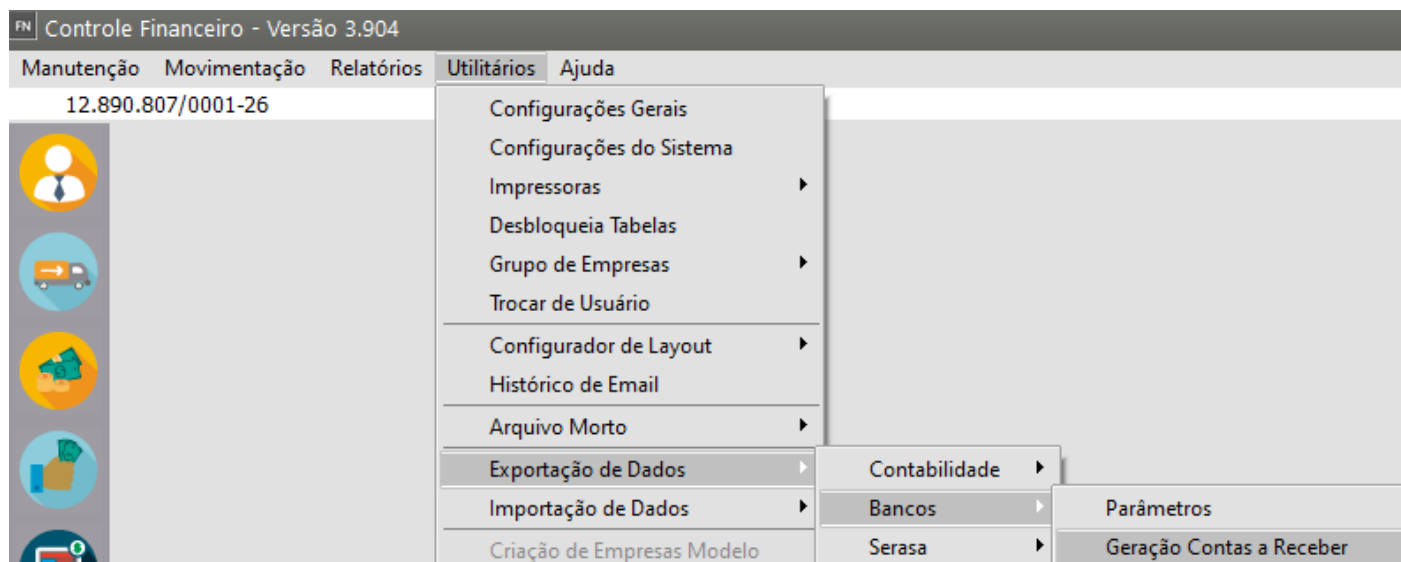 FN Controle Financeiro - Versão 3.904
Manutenção Movimentação Relatórios Utilitários Ajuda
12.890.807/0001-26
Configurações Gerais
Configurações do Sistema
Impressoras
Desbloqueia Tabelas
Grupo de Empresas
Trocar de Usuário
Configurador de Layout
Histórico de Email
Arquivo Morto
Exportação de Dados Contabilidade
Importação de Dados Bancos Parâmetros
Criação de Empresas Modelo Serasa Geração Contas a Receber